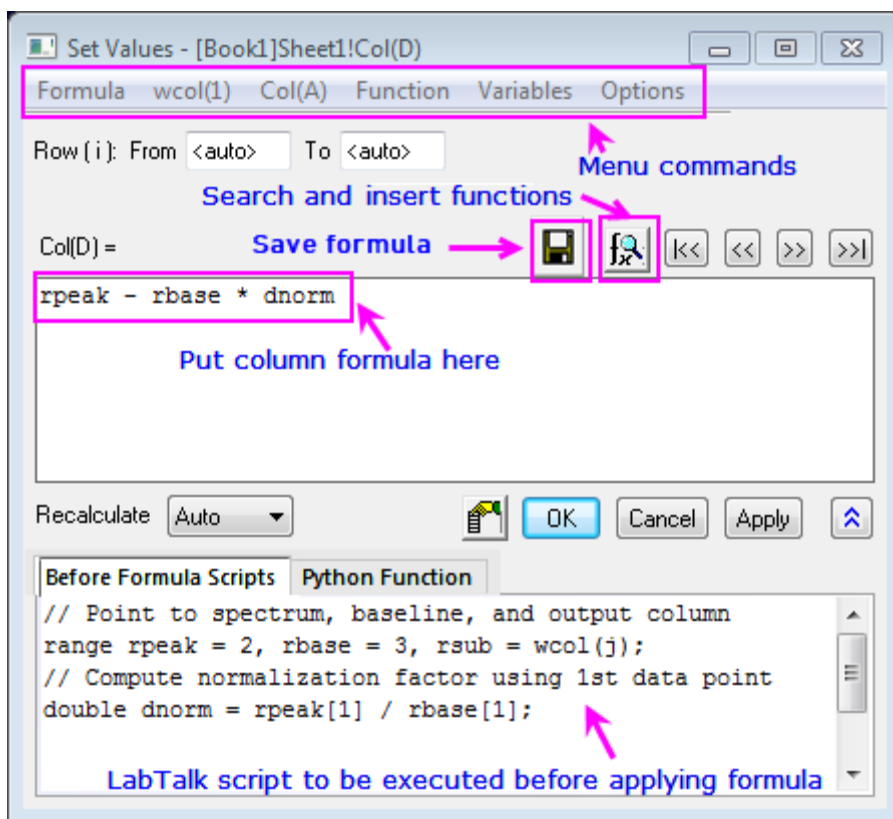 Set Values - [Book1]Sheet1!Col(D)
Formula wcol(1) Col(A) Function Variables Options
Row (i): From <auto> To <auto>
Menu commands
Search and insert functions
Col(D) = Save formula fx |<< << >> >>|
rpeak - rbase * dnorm
Put column formula here
Recalculate Auto OK Cancel Apply
Before Formula Scripts Python Function
// Point to spectrum, baseline, and output column
range rpeak = 2, rbase = 3, rsub = wcol(j);
// Compute normalization factor using 1st data point
double dnorm = rpeak[1] / rbase[1];
LabTalk script to be executed before applying formula